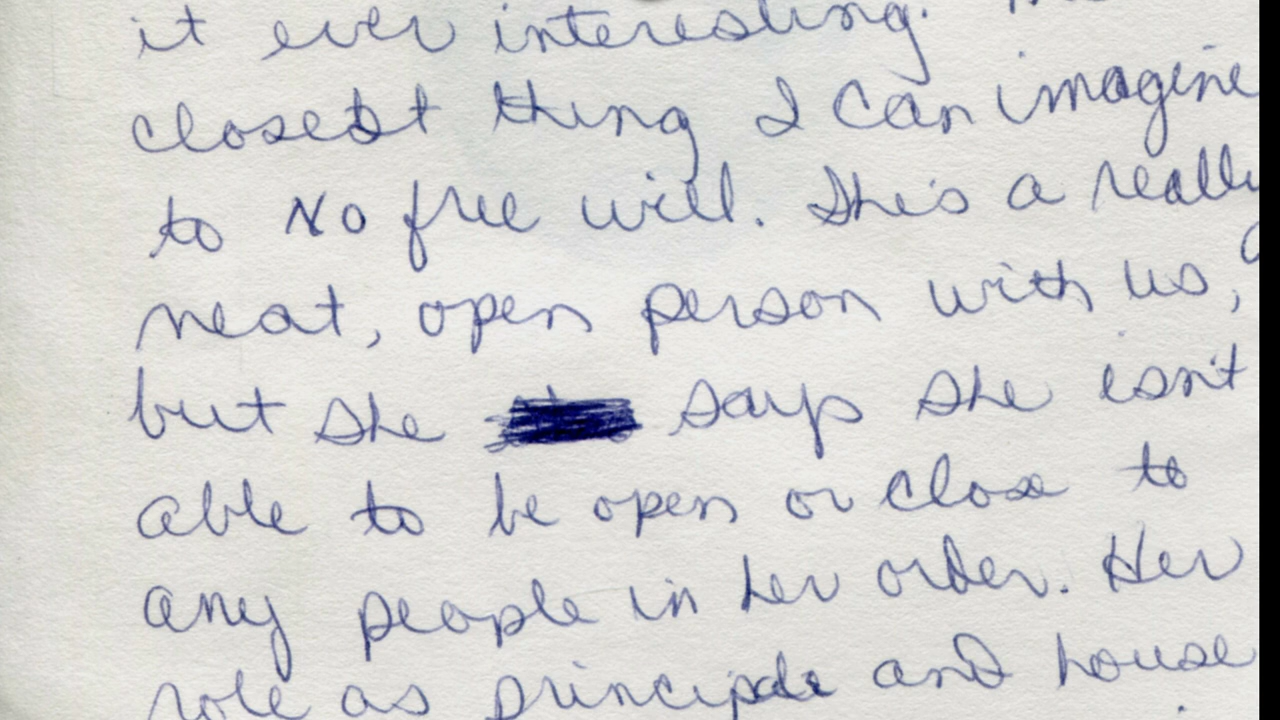 it ever interesting.
closest thing I can imagine
to No free will. She's a really
neat, open person with us,
but she says she isn't
able to be open or close to
any people in her order. Her
role as principle and house